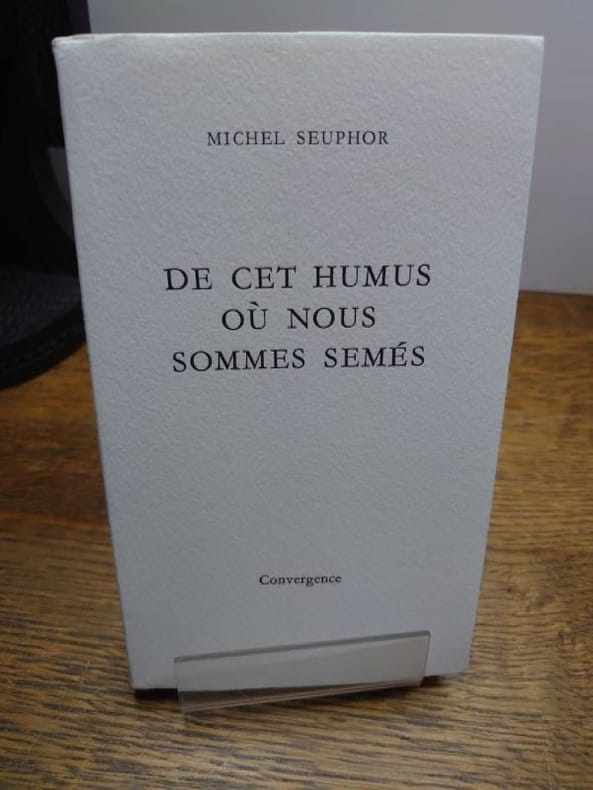 MICHEL SEUPHOR
DE CET HUMUS
OÙ NOUS
SOMMES SEMÉS
Convergence